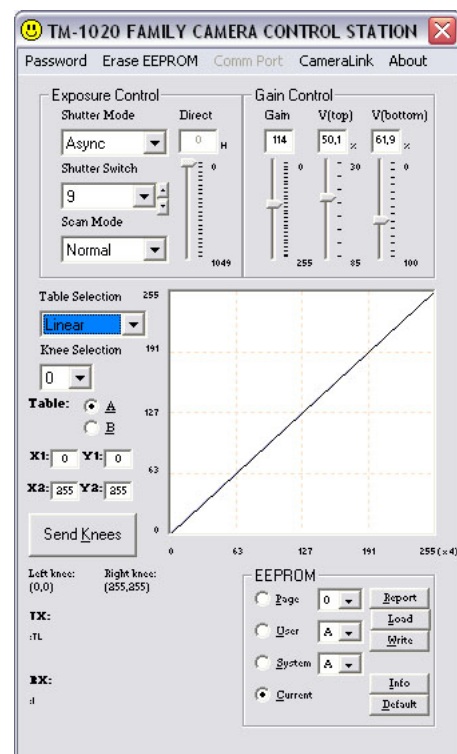 TM-1020 FAMILY CAMERA CONTROL STATION
Password Erase EEPROM Comm Port CameraLink About
Exposure Control
Shutter Mode Direct
Async 0 H
Shutter Switch 0
9
Scan Mode
Normal
1049
Gain Control
Gain V(top) V(bottom)
114 50,1 % 61,9 %
0 30 0
255 85 100
Table Selection 255
Linear
Knee Selection 191
0
Table: A 127
B
X1: 0 Y1: 0
63
X2: 255 Y2: 255
Send Knees 0
0 63 127 191 255 (x4)
Left knee: Right knee:
(0,0) (255,255)
TX:
:TL
RX:
EEPROM
Page 0 Report
Load
User A Write
System A
Info
Current
Default